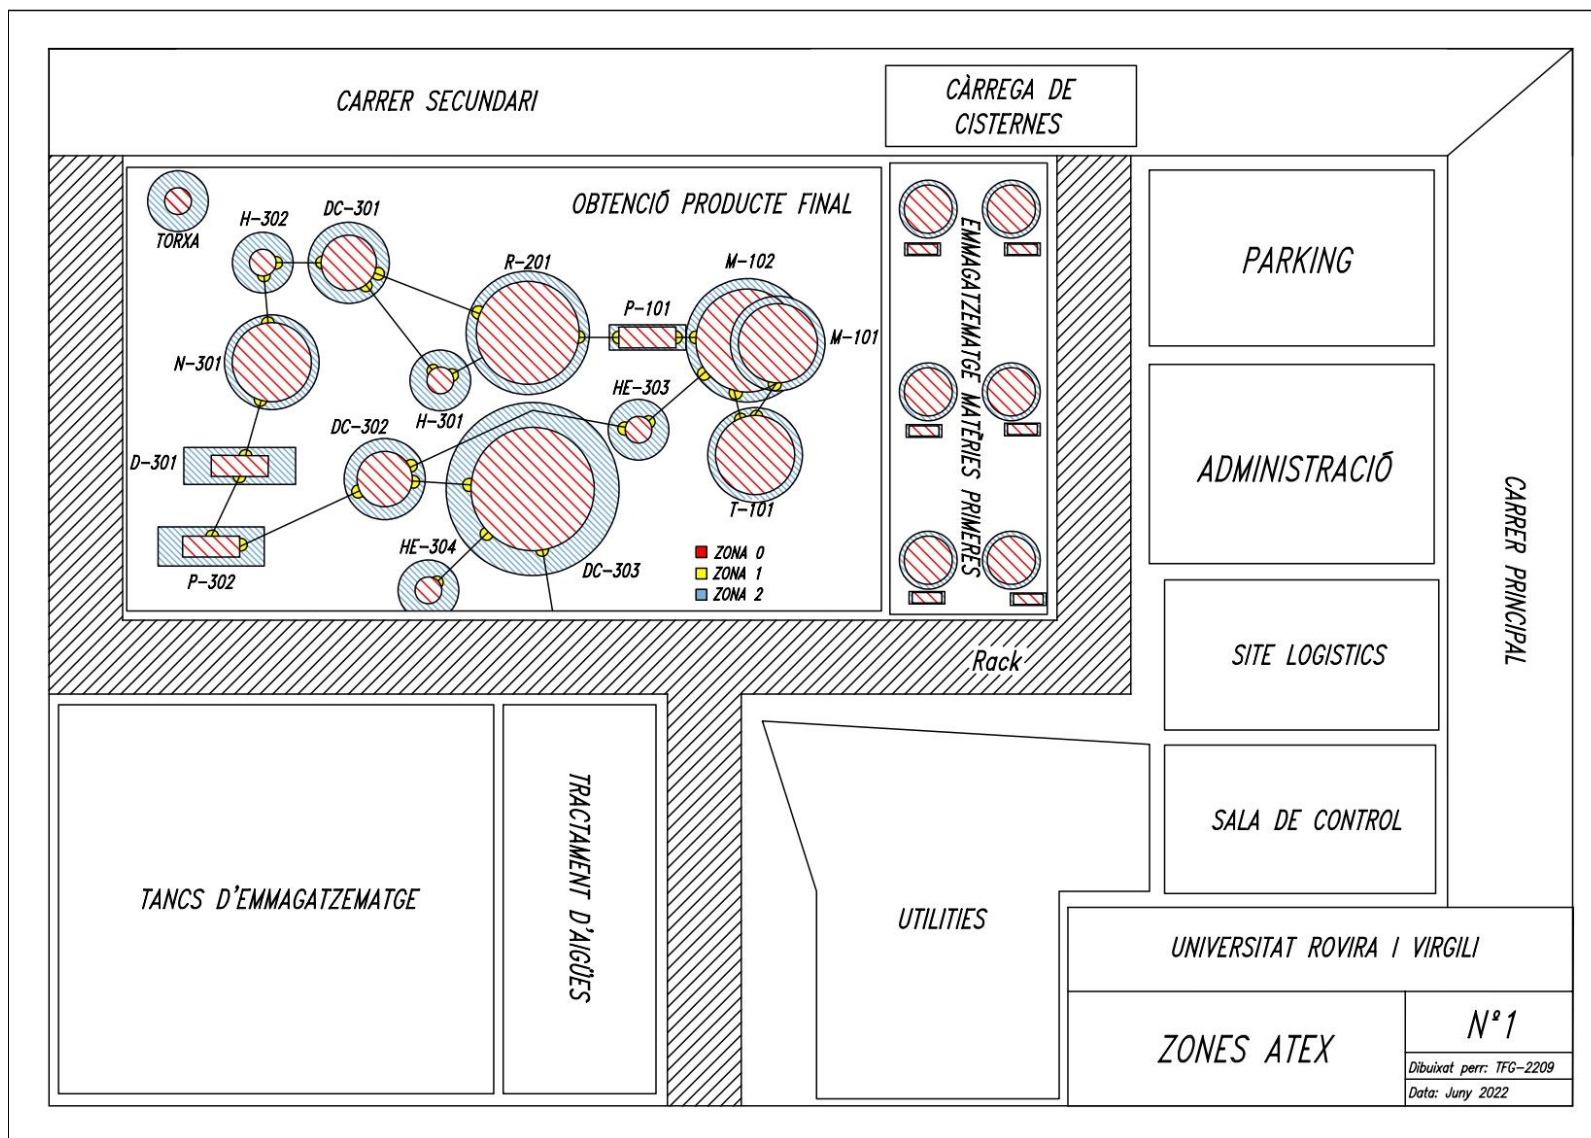 CARRER SECUNDARI
CÀRREGA DE
CISTERNES
OBTENCIÓ PRODUCTE FINAL
TORXA
H-302
DC-301
R-201
P-101
M-102
M-101
N-301
H-301
HE-303
DC-302
D-301
T-101
P-302
HE-304
DC-303
ZONA 0
ZONA 1
ZONA 2
EMMAGATZEMATGE MATÈRIES PRIMERES
PARKING
ADMINISTRACIÓ
CARRER PRINCIPAL
SITE LOGISTICS
Rack
SALA DE CONTROL
TANCS D'EMMAGATZEMATGE
TRACTAMENT D'AIGÜES
UTILITIES
UNIVERSITAT ROVIRA I VIRGILI
ZONES ATEX
Nº1
Dibuixat perr: TFG-2209
Data: Juny 2022